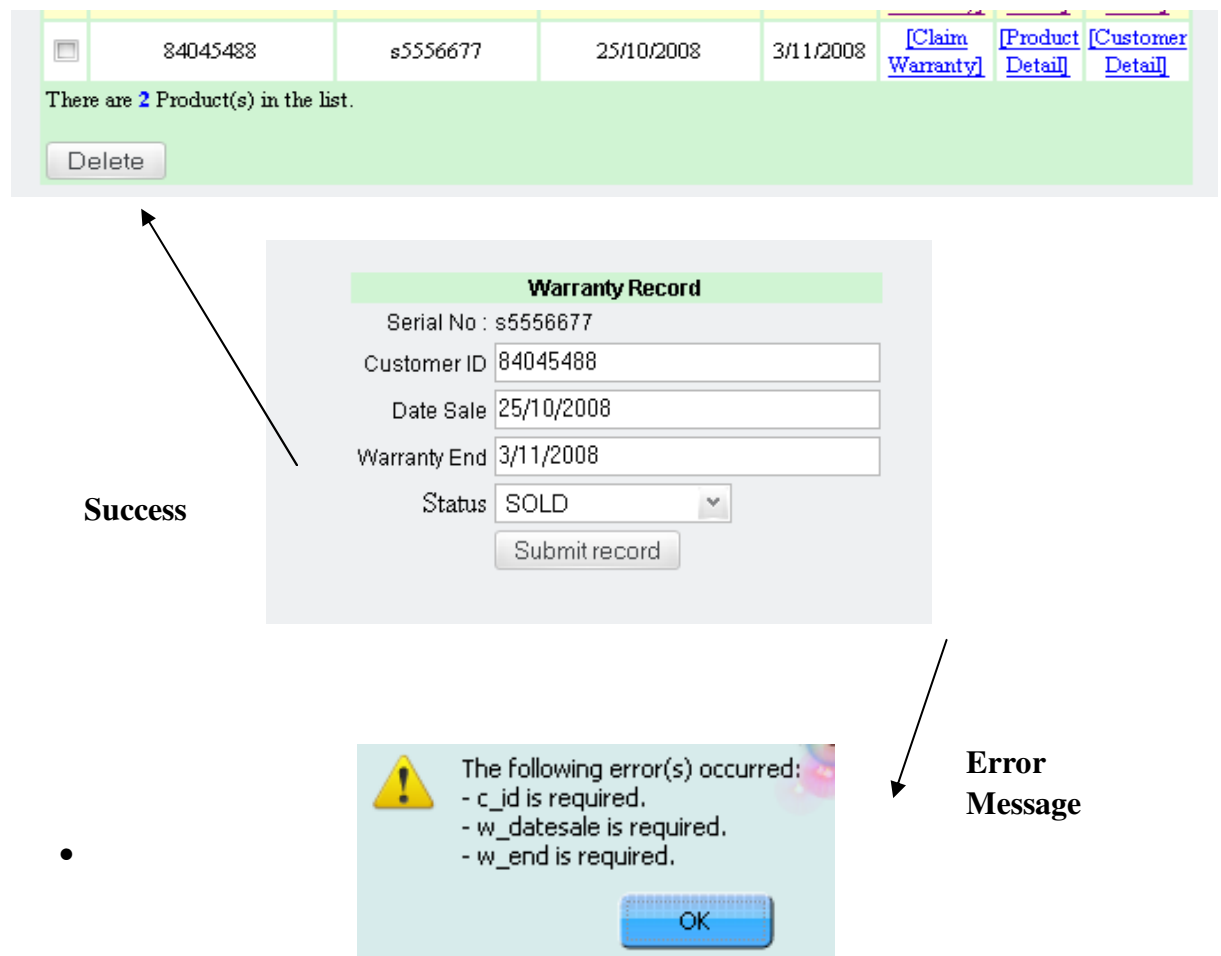 84045488 s5556677 25/10/2008 3/11/2008 [Claim Warranty] [Product Detail] [Customer Detail]
There are 2 Product(s) in the list.
Delete
Warranty Record
Serial No : s5556677
Customer ID 84045488
Date Sale 25/10/2008
Warranty End 3/11/2008
Success
Status SOLD
Submit record
The following error(s) occurred:
- c_id is required.
- w_datesale is required.
- w_end is required.
Error
Message
•
OK